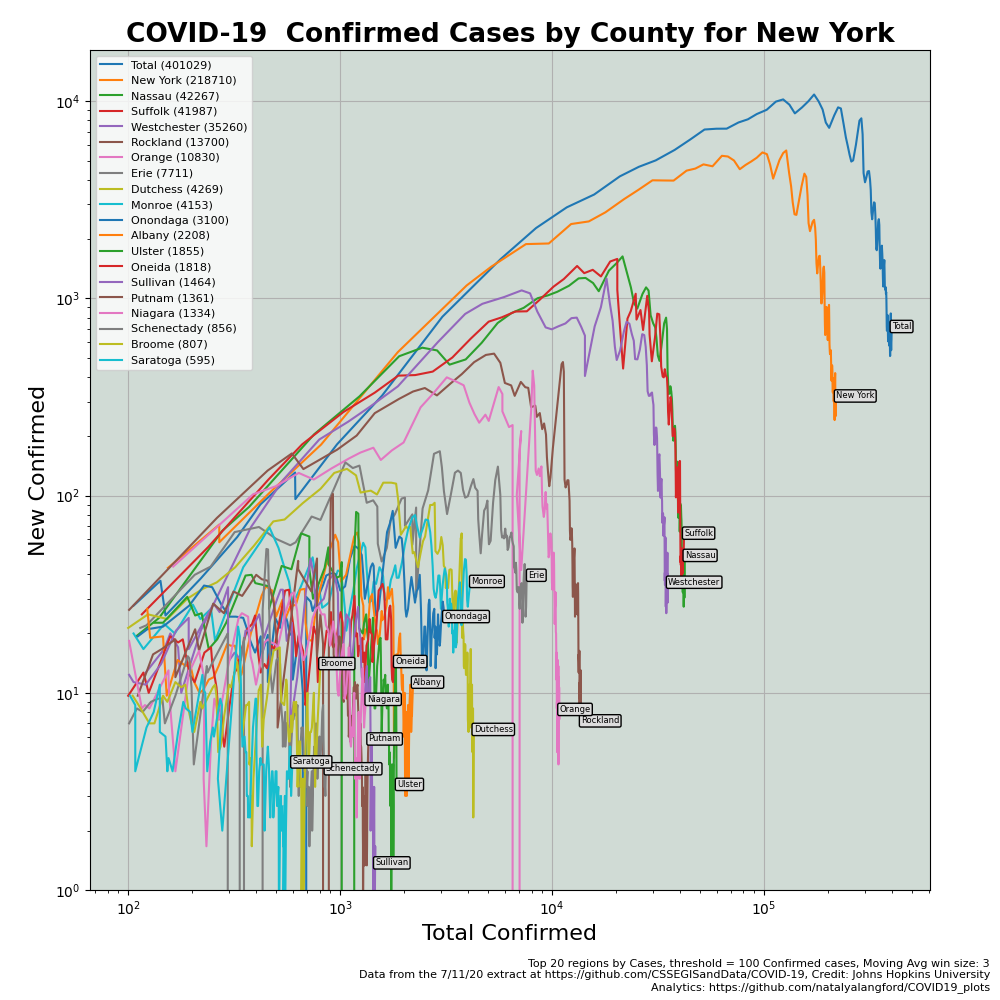 COVID-19  Confirmed Cases by County for New York
Total (401029)
New York (218710)
Nassau (42267)
Suffolk (41987)
Westchester (35260)
Rockland (13700)
Orange (10830)
Erie (7711)
Dutchess (4269)
Monroe (4153)
Onondaga (3100)
Albany (2208)
Ulster (1855)
Oneida (1818)
Sullivan (1464)
Putnam (1361)
Niagara (1334)
Schenectady (856)
Broome (807)
Saratoga (595)
10⁴
10³
10²
10¹
10⁰
New Confirmed
Total
New York
Suffolk
Nassau
Westchester
Erie
Monroe
Onondaga
Broome
Oneida
Albany
Niagara
Orange
Rockland
Dutchess
Putnam
Saratoga
Schenectady
Ulster
Sullivan
10² 10³ 10⁴ 10⁵
Total Confirmed
Top 20 regions by Cases, threshold = 100 Confirmed cases, Moving Avg win size: 3
Data from the 7/11/20 extract at https://github.com/CSSEGISandData/COVID-19, Credit: Johns Hopkins University
Analytics: https://github.com/natalyalangford/COVID19_plots